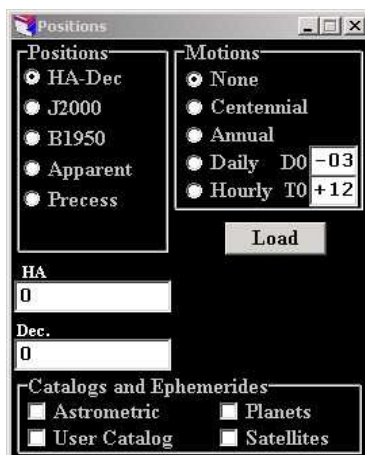 Positions
Positions
HA-Dec
J2000
B1950
Apparent
Precess
Motions
None
Centennial
Annual
Daily D0 -03
Hourly T0 +12
Load
HA
0
Dec.
0
Catalogs and Ephemerides
Astrometric Planets
User Catalog Satellites